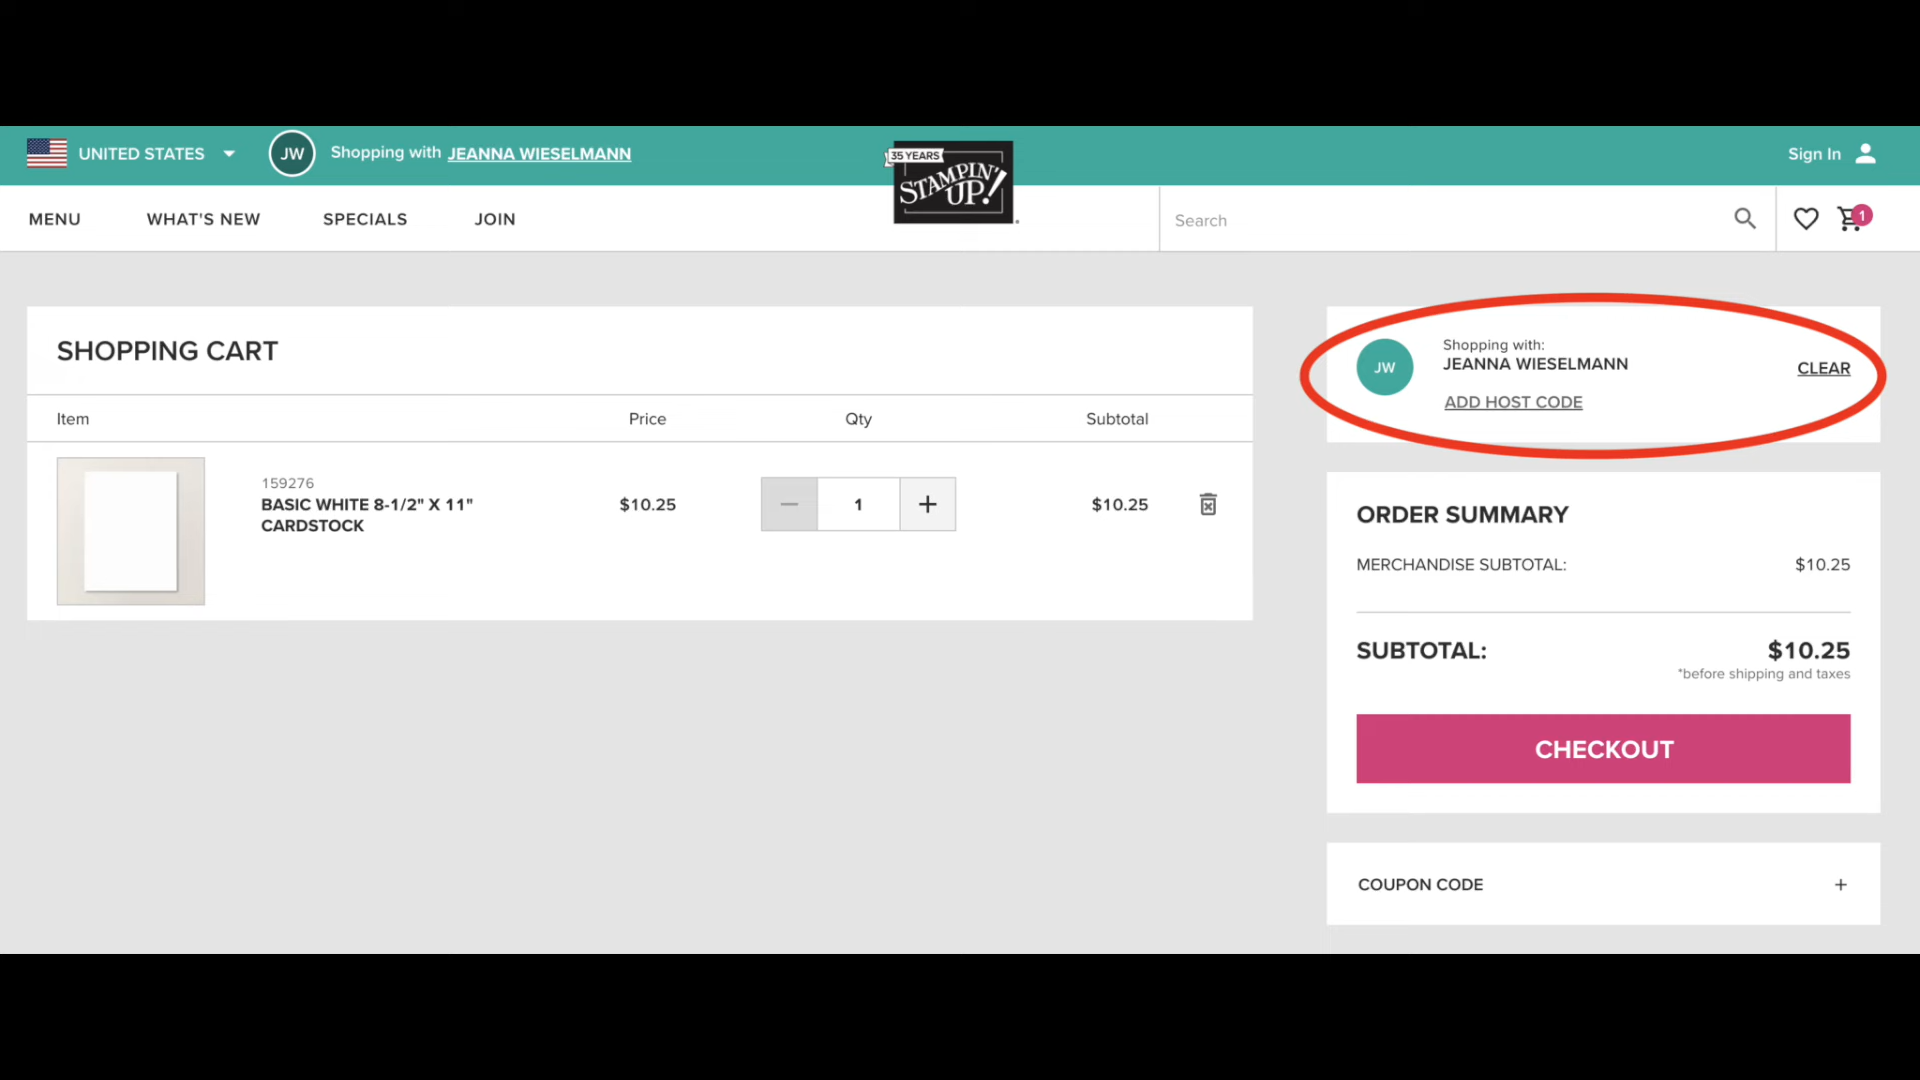 UNITED STATES
JW
Shopping with JEANNA WIESELMANN
35 YEARS
STAMPIN' UP!
Sign In
MENU
WHAT'S NEW
SPECIALS
JOIN
Search
1
SHOPPING CART
Item Price Qty Subtotal
159276
BASIC WHITE 8-1/2" X 11"
CARDSTOCK
$10.25
1
$10.25
JW
Shopping with:
JEANNA WIESELMANN
CLEAR
ADD HOST CODE
ORDER SUMMARY
MERCHANDISE SUBTOTAL: $10.25
SUBTOTAL: $10.25
*before shipping and taxes
CHECKOUT
COUPON CODE +